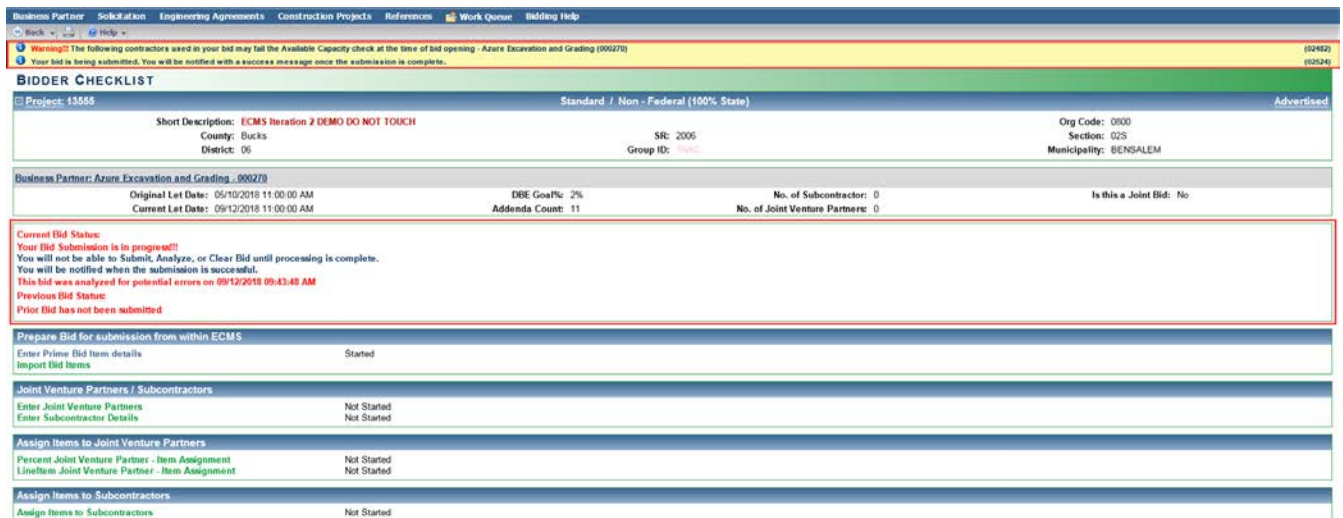 Business Partner Solicitation Engineering Agreements Construction Projects References Work Queue Bidding Help
Back Help
Warning!!! The following contractors used in your bid may fail the Available Capacity check at the time of bid opening - Azure Excavation and Grading (000270) (02482)
Your bid is being submitted. You will be notified with a success message once the submission is complete. (02524)
BIDDER CHECKLIST
Project: 13555 Standard / Non - Federal (100% State) Advertised
Short Description: ECMS Iteration 2 DEMO DO NOT TOUCH Org Code: 0800
County: Bucks SR: 2006 Section: 02S
District: 06 Group ID: Municipality: BENSALEM
Business Partner: Azure Excavation and Grading - 000270
Original Let Date: 05/10/2018 11:00:00 AM DBE Goal%: 2% No. of Subcontractor: 0 Is this a Joint Bid: No
Current Let Date: 09/12/2018 11:00:00 AM Addenda Count: 11 No. of Joint Venture Partners: 0
Current Bid Status:
Your Bid Submission is in progress!!!
You will not be able to Submit, Analyze, or Clear Bid until processing is complete.
You will be notified when the submission is successful.
This bid was analyzed for potential errors on 09/12/2018 09:43:48 AM
Previous Bid Status:
Prior Bid has not been submitted
Prepare Bid for submission from within ECMS
Enter Prime Bid Item details Started
Import Bid Items
Joint Venture Partners / Subcontractors
Enter Joint Venture Partners Not Started
Enter Subcontractor Details Not Started
Assign Items to Joint Venture Partners
Percent Joint Venture Partner - Item Assignment Not Started
LineItem Joint Venture Partner - Item Assignment Not Started
Assign Items to Subcontractors
Assign Items to Subcontractors Not Started